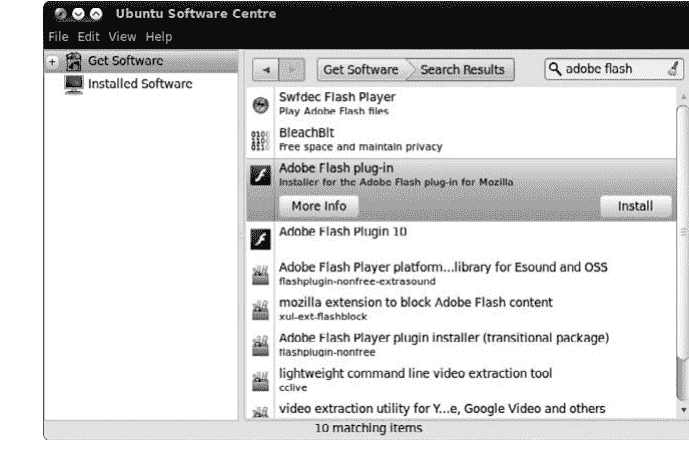 Ubuntu Software Centre
File Edit View Help
Get Software
Installed Software
Get Software Search Results
adobe flash
Swfdec Flash Player
Play Adobe Flash files
BleachBit
Free space and maintain privacy
Adobe Flash plug-in
Installer for the Adobe Flash plug-in for Mozilla
More Info Install
Adobe Flash Plugin 10
Adobe Flash Player platform...library for Esound and OSS
flashplugin-nonfree-extrasound
mozilla extension to block Adobe Flash content
xul-ext-flashblock
Adobe Flash Player plugin installer (transitional package)
flashplugin-nonfree
lightweight command line video extraction tool
cclive
video extraction utility for Y...e, Google Video and others
10 matching items